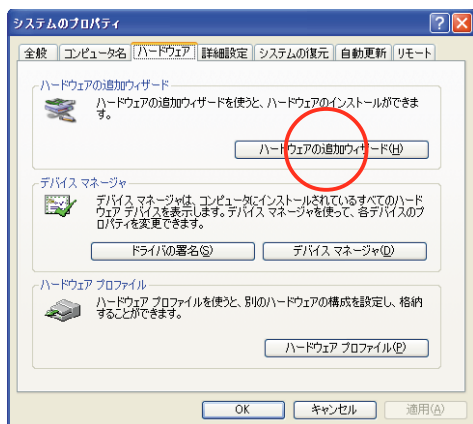 システムのプロパティ
全般 コンピュータ名 ハードウェア 詳細設定 システムの復元 自動更新 リモート
ハードウェアの追加ウィザード
ハードウェアの追加ウィザードを使うと、ハードウェアのインストールができま
す。
ハードウェアの追加ウィザード(H)
デバイス マネージャ
デバイス マネージャは、コンピュータにインストールされているすべてのハード
ウェア デバイスを表示します。デバイス マネージャを使って、各デバイスのプ
ロパティを変更できます。
ドライバの署名(S) デバイス マネージャ(D)
ハードウェア プロファイル
ハードウェア プロファイルを使うと、別のハードウェアの構成を設定し、格納
することができます。
ハードウェア プロファイル(P)
OK キャンセル 適用(A)